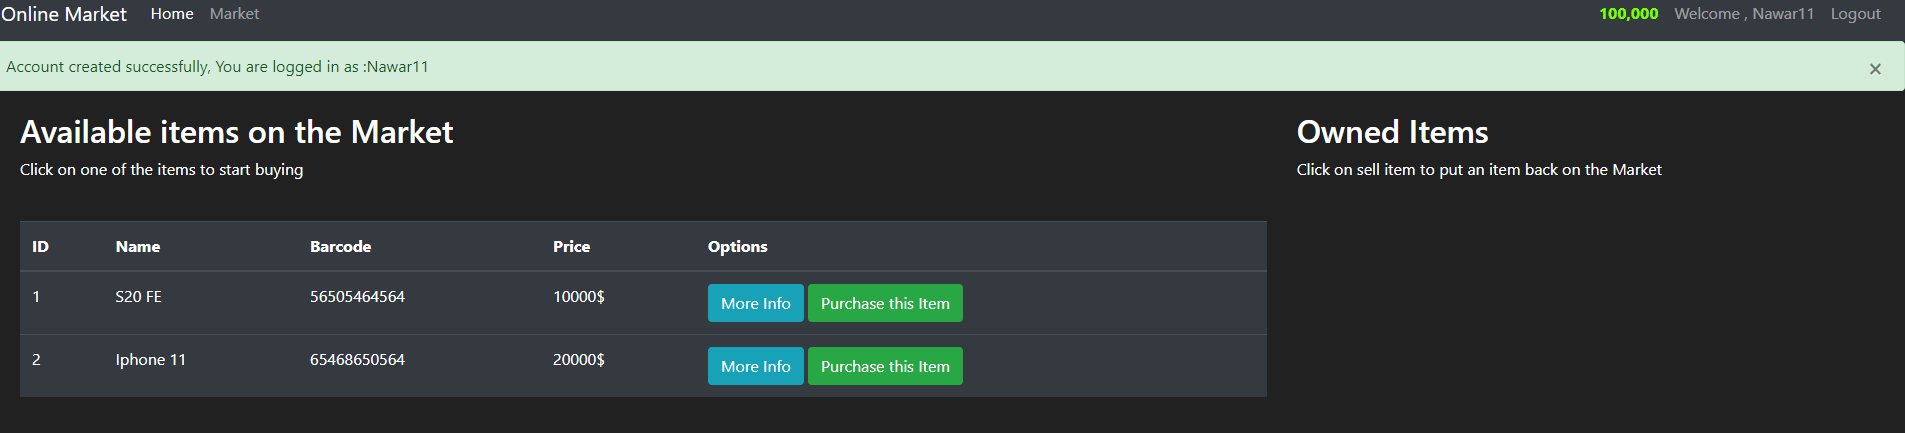 Online Market Home Market 100,000 Welcome , Nawar11 Logout
Account created successfully, You are logged in as :Nawar11 ×
Available items on the Market
Click on one of the items to start buying
Owned Items
Click on sell item to put an item back on the Market
ID Name Barcode Price Options
1 S20 FE 56505464564 10000$ More Info Purchase this Item
2 Iphone 11 65468650564 20000$ More Info Purchase this Item